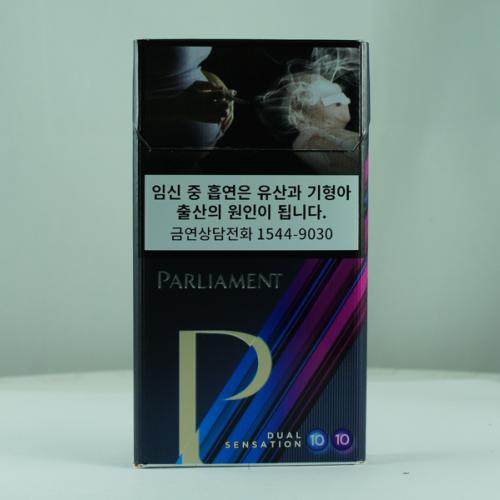 임신 중 흡연은 유산과 기형아
출산의 원인이 됩니다.
금연상담전화 1544-9030
PARLIAMENT
P
DUAL
SENSATION 10 10